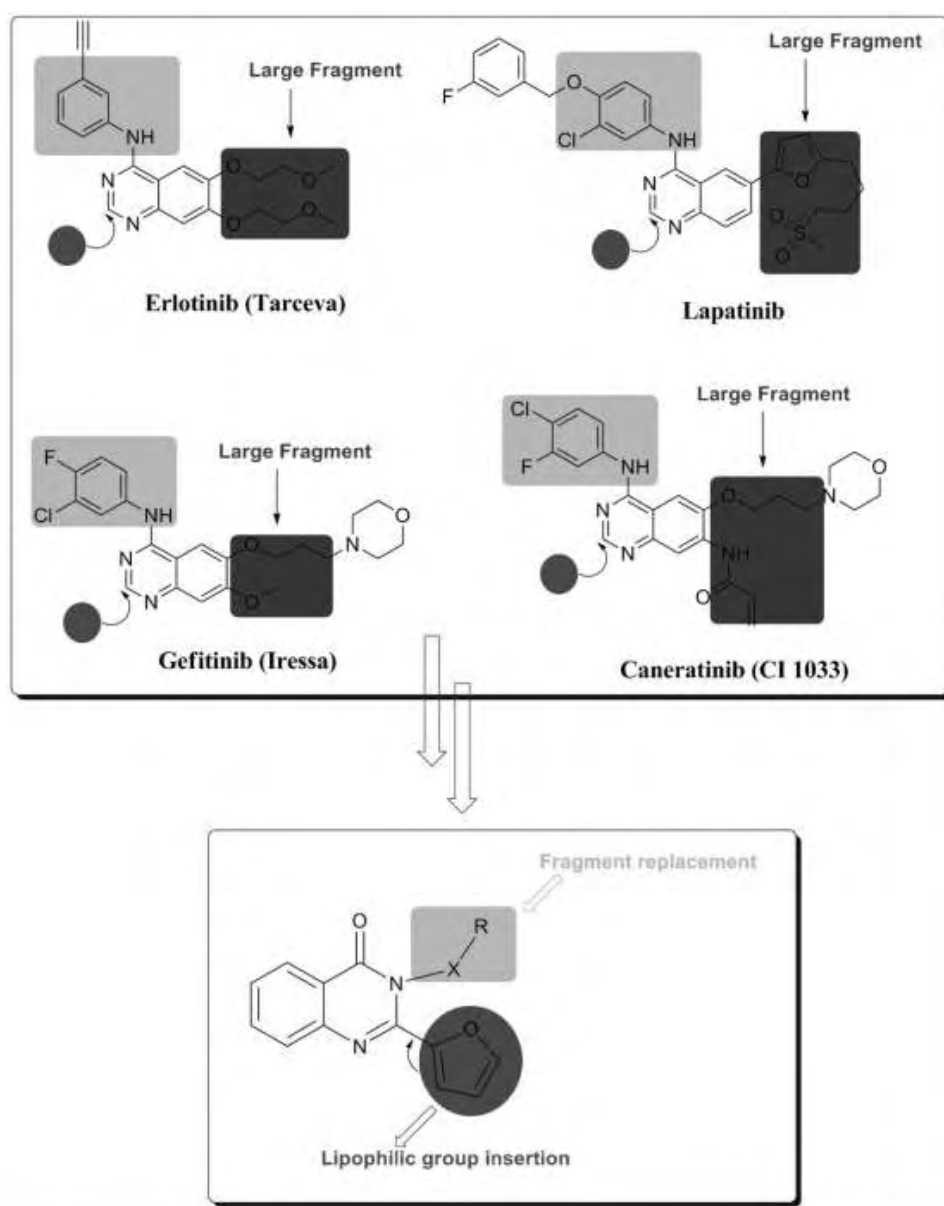 Large Fragment
Large Fragment
F
O
Cl
NH
NH
O
O
O
O
N
N
O
O
S
O
N
N
Erlotinib (Tarceva)
Lapatinib
Large Fragment
Large Fragment
Cl
F
F
Cl
NH
NH
O
N
O
N
O
O
N
N
N
N
NH
O
N
O
Gefitinib (Iressa)
Caneratinib (CI 1033)
Fragment replacement
O
R
X
N
O
N
Lipophilic group insertion